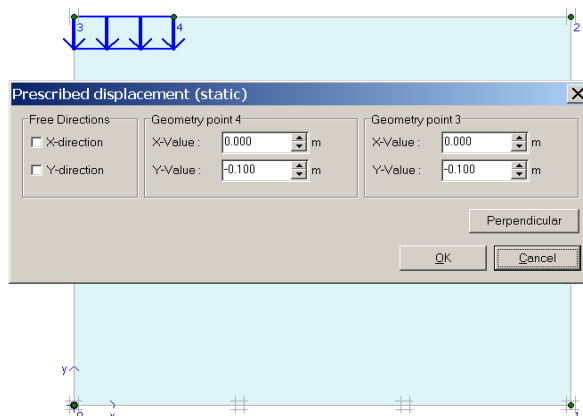 3
4
2
Prescribed displacement (static)
Free Directions
X-direction
Y-direction
Geometry point 4
X-Value : 0.000 m
Y-Value : -0.100 m
Geometry point 3
X-Value : 0.000 m
Y-Value : -0.100 m
Perpendicular
OK
Cancel
y
x
0
1